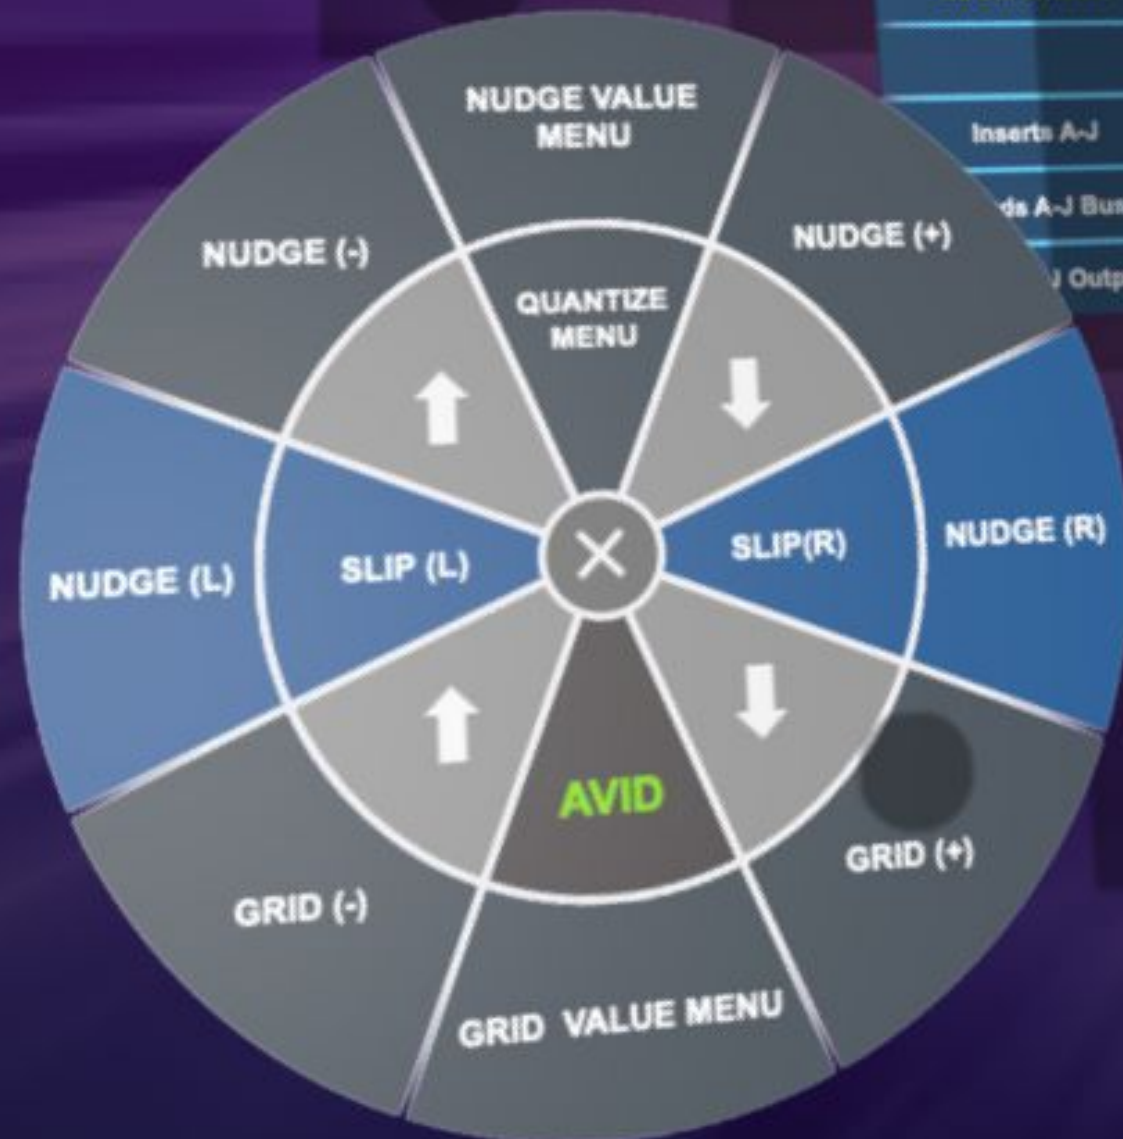 NUDGE VALUE
MENU
Inserts A-J
A-J
NUDGE (-)
NUDGE (+)
QUANTIZE
MENU
NUDGE (L)
SLIP (L)
SLIP(R)
NUDGE (R)
AVID
GRID (-)
GRID (+)
GRID VALUE MENU